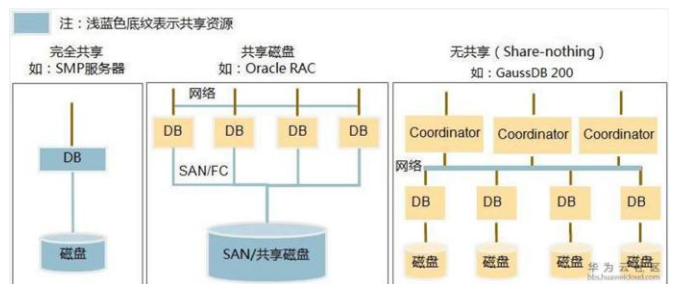 注：浅蓝色底纹表示共享资源
完全共享
如：SMP服务器
DB
磁盘
共享磁盘
如：Oracle RAC
网络
DB DB DB DB
SAN/FC
SAN/共享磁盘
无共享（Share-nothing）
如：GaussDB 200
Coordinator Coordinator Coordinator
网络
DB DB DB DB
磁盘 磁盘 磁盘 磁盘
华为云社区
bbs.huaweicloud.com